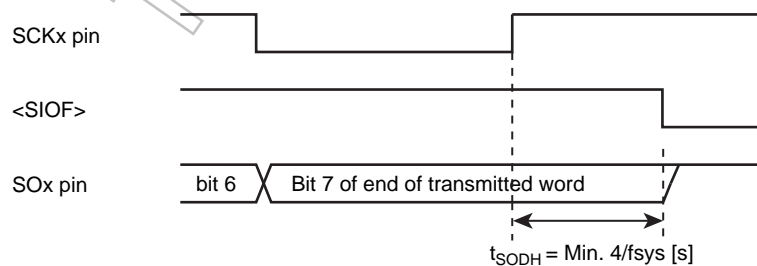 SCKx pin
<SIOF>
SOx pin
bit 6
Bit 7 of end of transmitted word
tSODH = Min. 4/fsys [s]